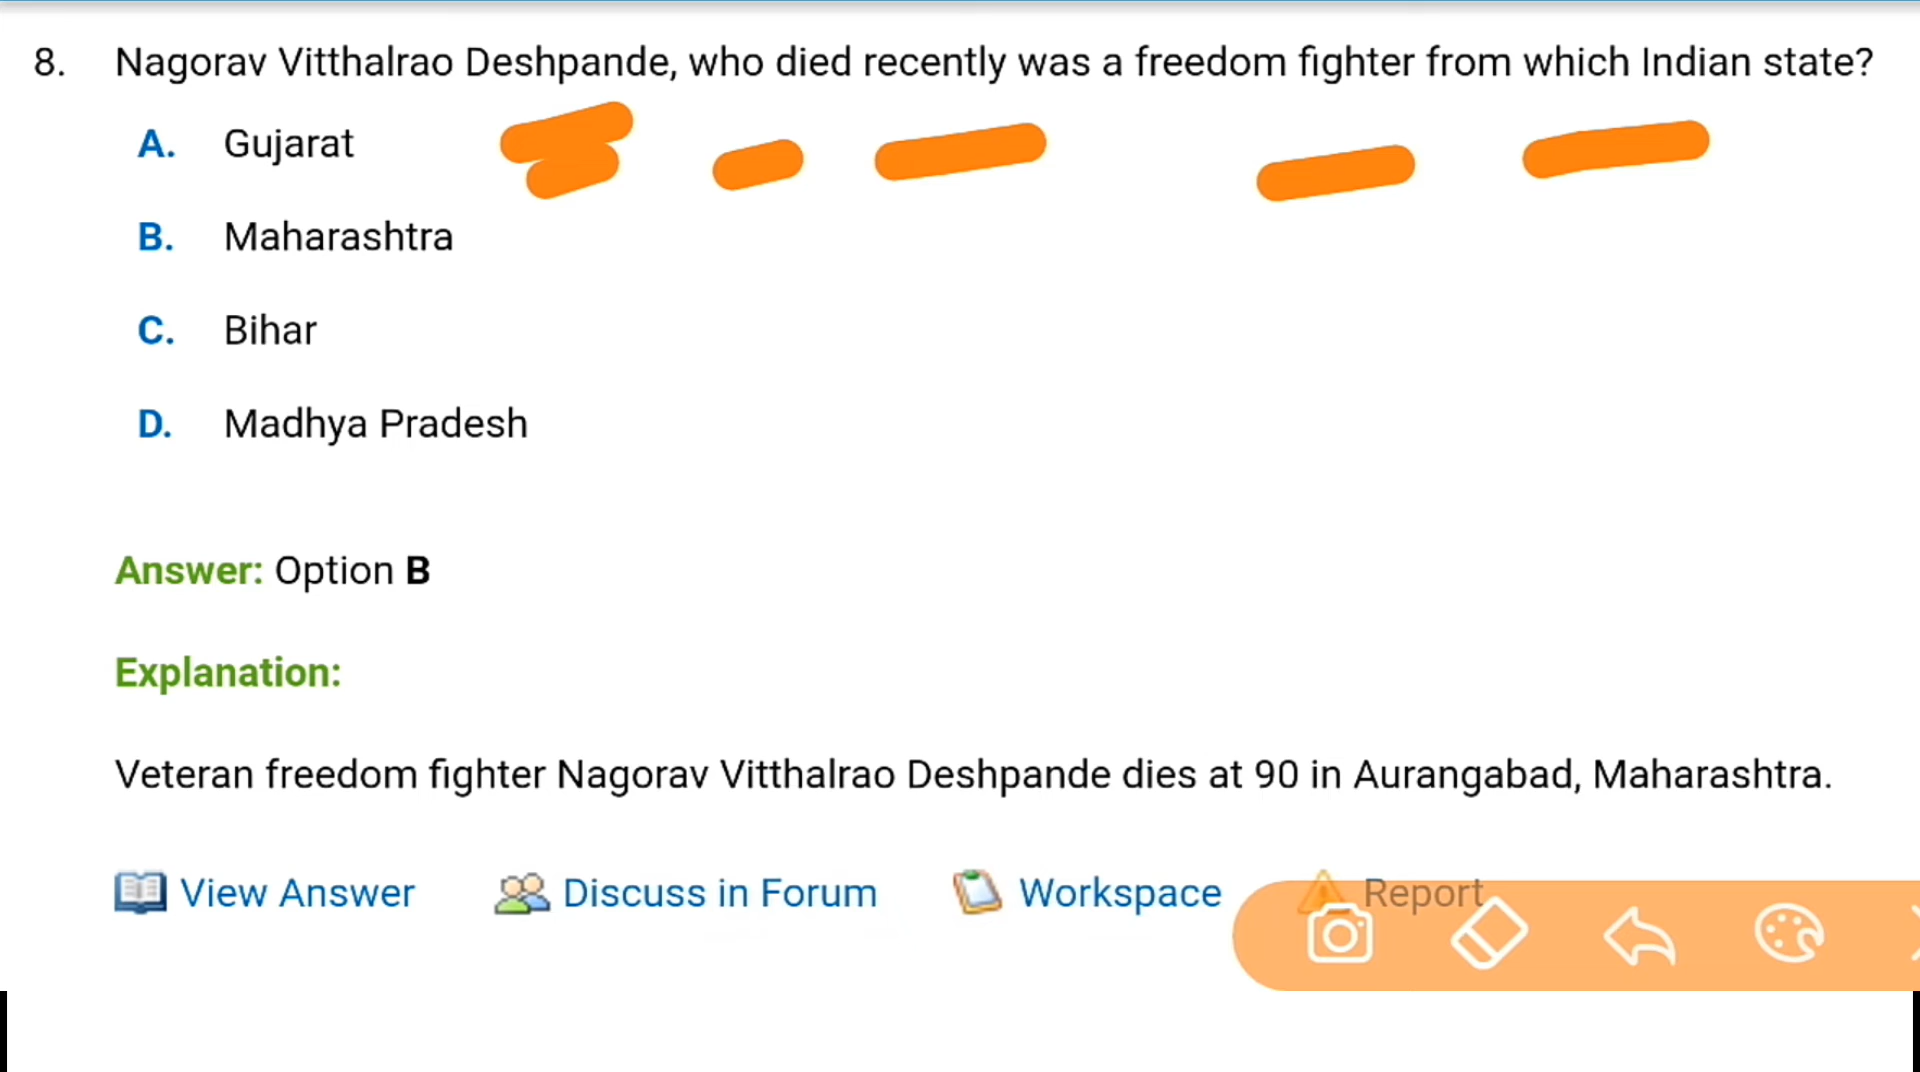 8. Nagorav Vitthalrao Deshpande, who died recently was a freedom fighter from which Indian state?
A. Gujarat
B. Maharashtra
C. Bihar
D. Madhya Pradesh
Answer: Option B
Explanation:
Veteran freedom fighter Nagorav Vitthalrao Deshpande dies at 90 in Aurangabad, Maharashtra.
View Answer Discuss in Forum Workspace Report